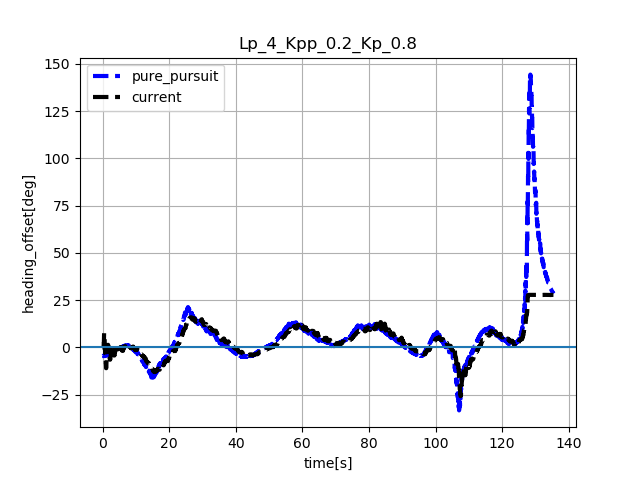 Lp_4_Kpp_0.2_Kp_0.8
pure_pursuit
current
heading_offset[deg]
150
125
100
75
50
25
0
−25
0 20 40 60 80 100 120 140
time[s]